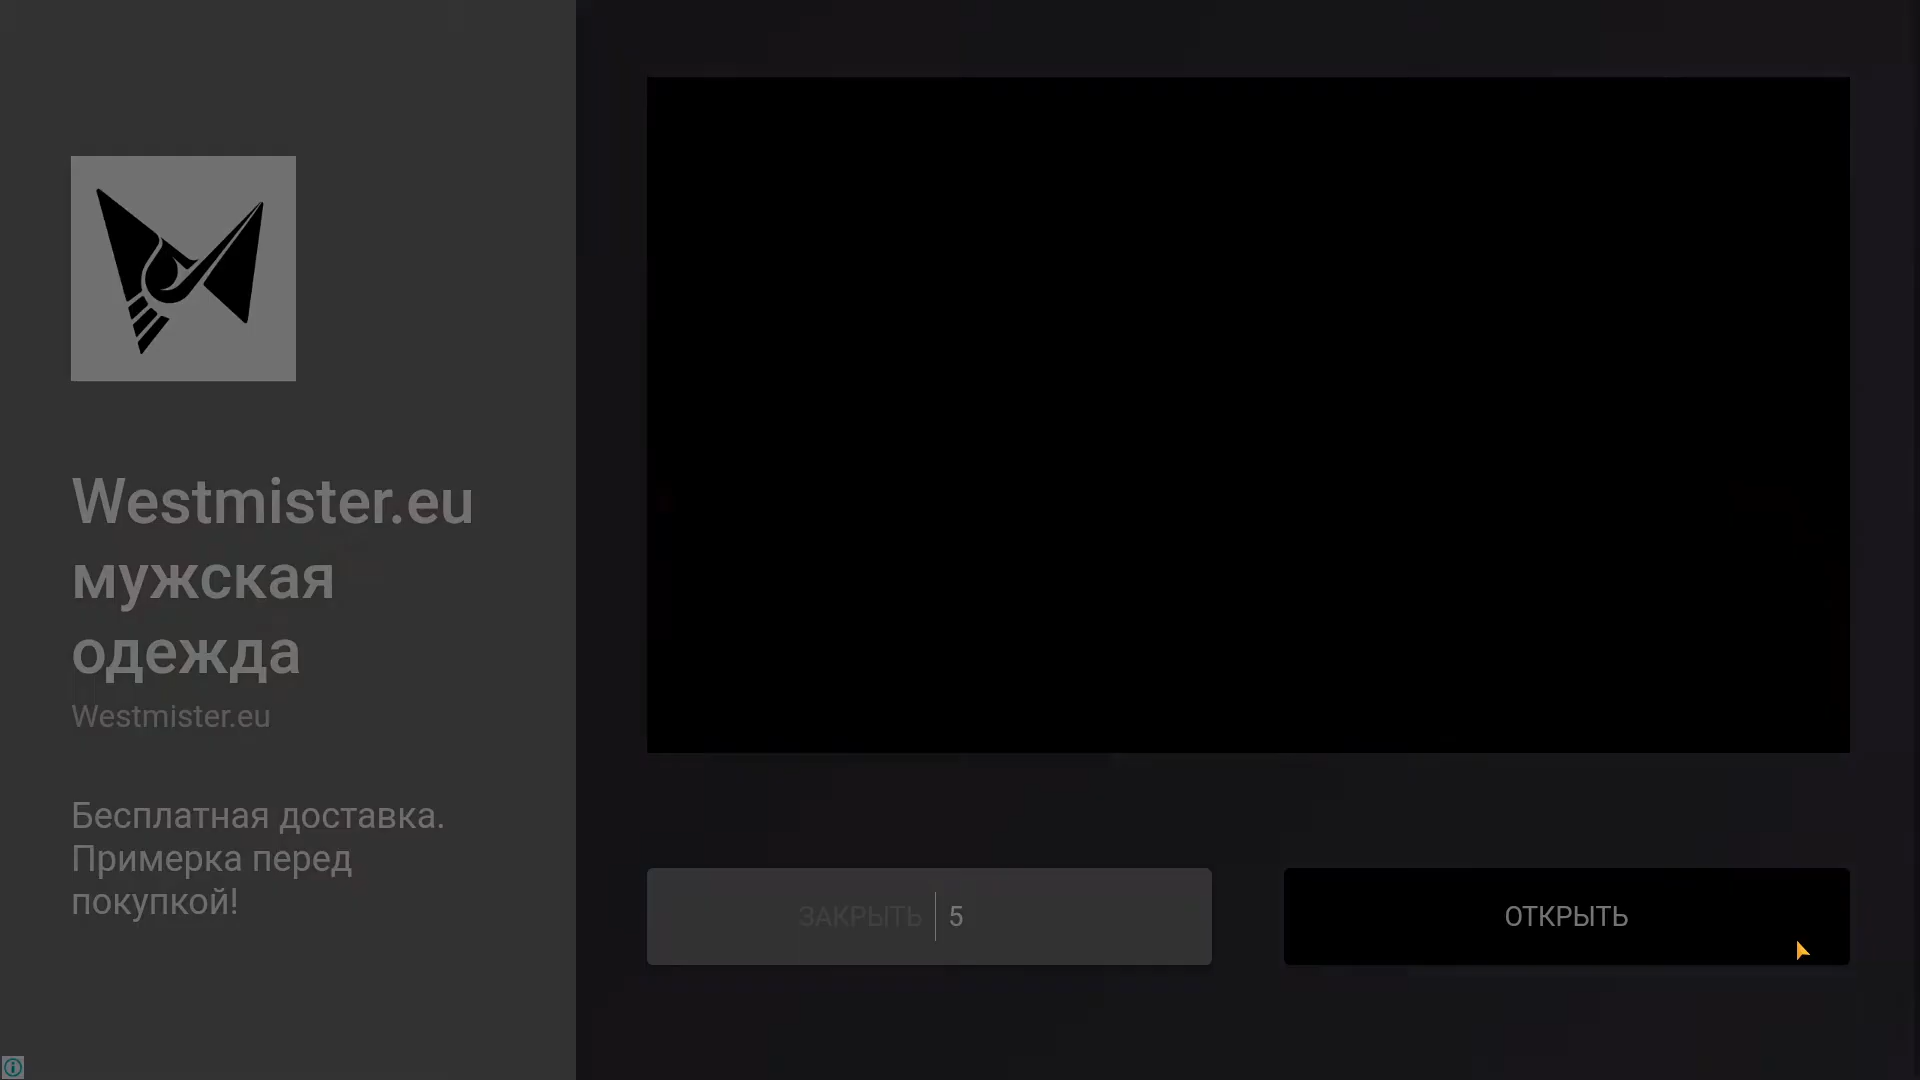 Westmister.eu
мужская
одежда
Westmister.eu
Бесплатная доставка.
Примерка перед
покупкой!
ЗАКРЫТЬ 5
ОТКРЫТЬ